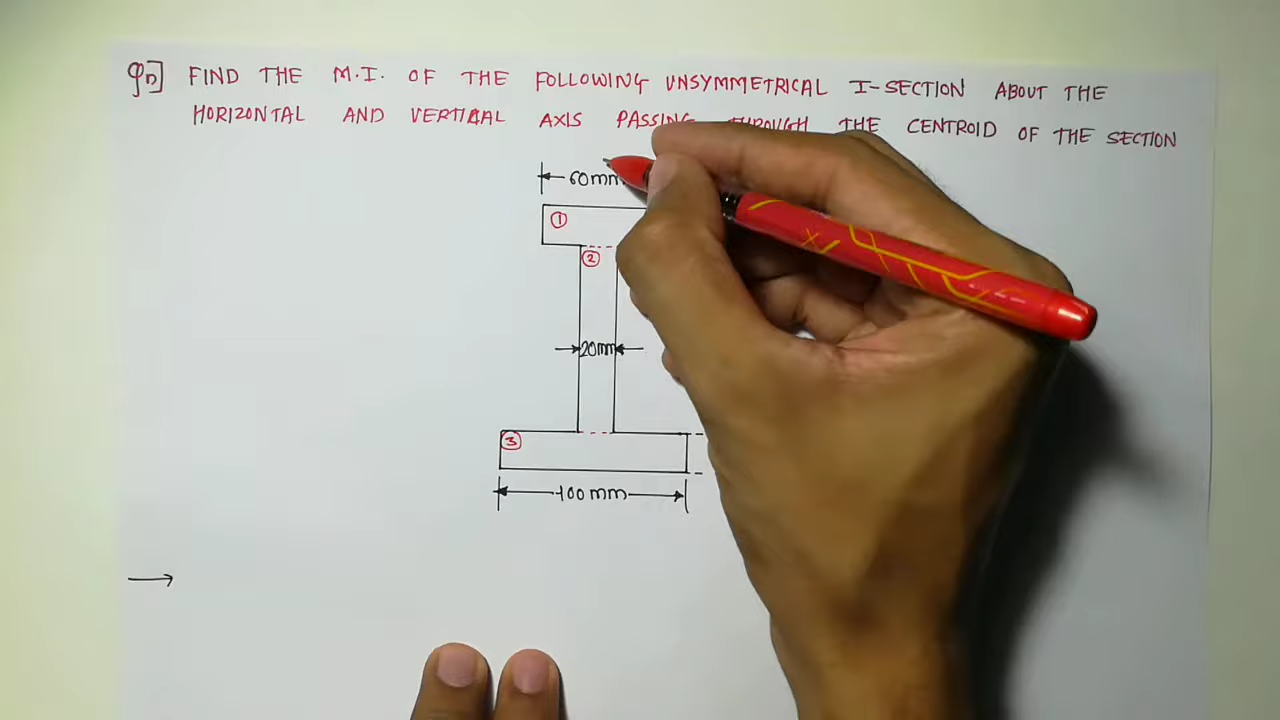 Qn] FIND THE M.I. OF THE FOLLOWING UNSYMMETRICAL I-SECTION ABOUT THE
HORIZONTAL AND VERTICAL AXIS PASSING THROUGH THE CENTROID OF THE SECTION
60mm
①
②
20mm
③
100 mm